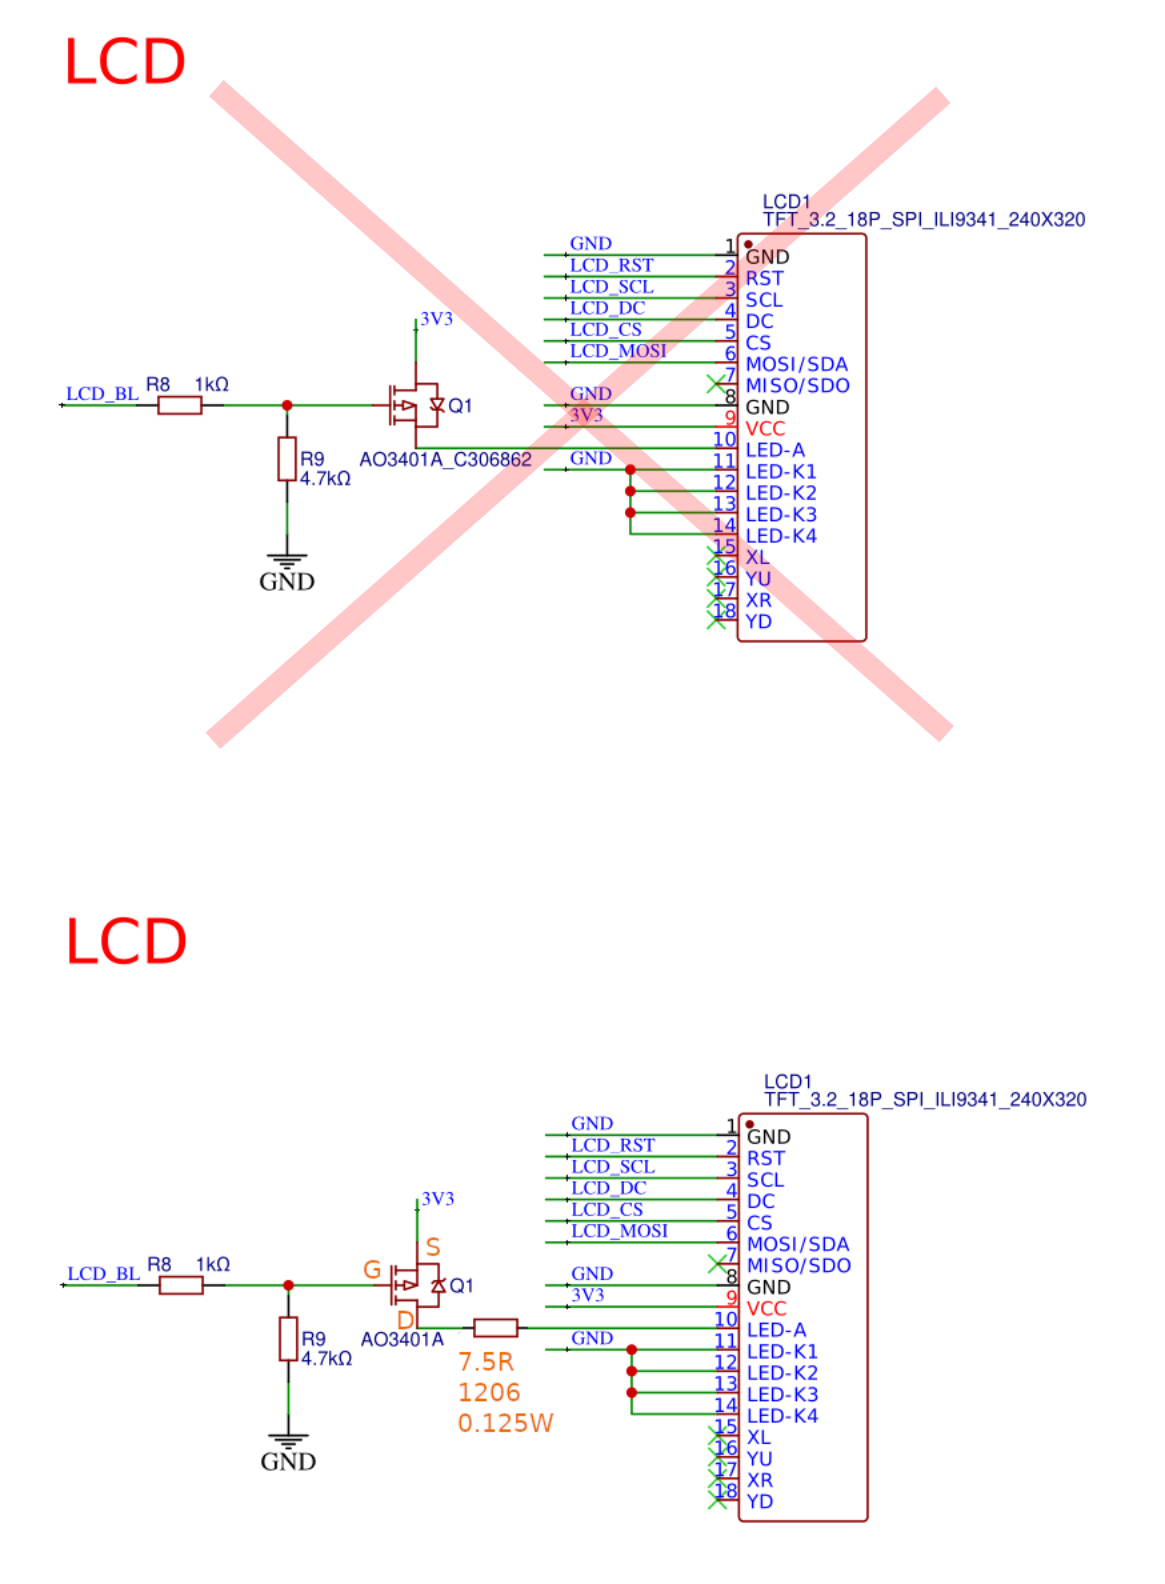 LCD
LCD1
TFT_3.2_18P_SPI_ILI9341_240X320
GND 1 GND
LCD_RST 2 RST
LCD_SCL 3 SCL
LCD_DC 4 DC
LCD_CS 5 CS
LCD_MOSI 6 MOSI/SDA
7 MISO/SDO
GND 8 GND
3V3 9 VCC
10 LED-A
GND 11 LED-K1
12 LED-K2
13 LED-K3
14 LED-K4
15 XL
16 YU
17 XR
18 YD
3V3
LCD_BL R8 1kΩ
Q1
AO3401A_C306862
R9
4.7kΩ
GND
LCD
LCD1
TFT_3.2_18P_SPI_ILI9341_240X320
GND 1 GND
LCD_RST 2 RST
LCD_SCL 3 SCL
LCD_DC 4 DC
LCD_CS 5 CS
LCD_MOSI 6 MOSI/SDA
7 MISO/SDO
GND 8 GND
3V3 9 VCC
10 LED-A
GND 11 LED-K1
12 LED-K2
13 LED-K3
14 LED-K4
15 XL
16 YU
17 XR
18 YD
3V3
S
G
D
LCD_BL R8 1kΩ
Q1
AO3401A
R9
4.7kΩ
7.5R
1206
0.125W
GND